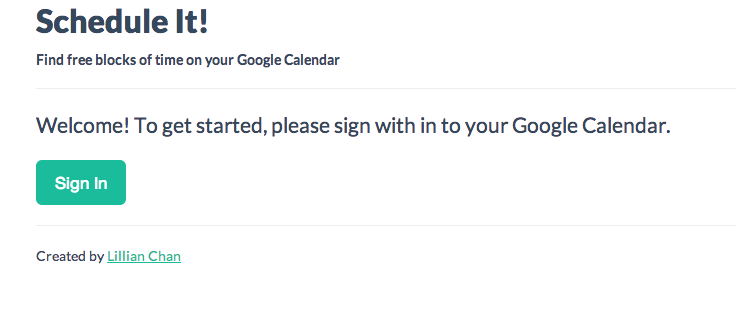 Schedule It!
Find free blocks of time on your Google Calendar
Welcome! To get started, please sign with in to your Google Calendar.
Sign In
Created by Lillian Chan